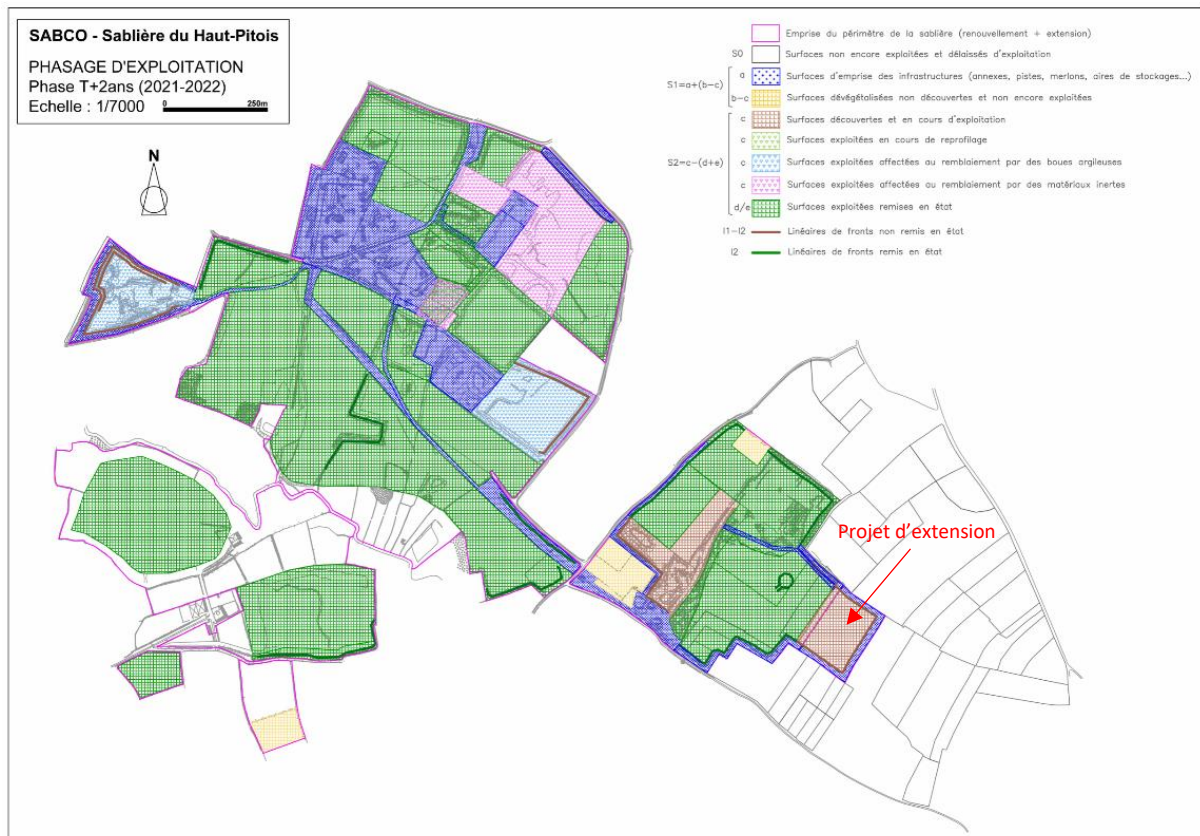 SABCO - Sablière du Haut-Pitois
PHASAGE D'EXPLOITATION
Phase T+2ans (2021-2022)
Echelle : 1/7000 0 250m
N
Emprise du périmètre de la sablière (renouvellement + extension)
S0 Surfaces non encore exploitées et délaissés d'exploitation
S1=a+(b-c)
a Surfaces d'emprise des infrastructures (annexes, pistes, merlons, aires de stockages...)
b-c Surfaces dévégétalisées non découvertes et non encore exploitées
S2=c-(d+e)
c Surfaces découvertes et en cours d'exploitation
c Surfaces exploitées en cours de reprofilage
c Surfaces exploitées affectées au remblaiement par des boues argileuses
c Surfaces exploitées affectées au remblaiement par des matériaux inertes
d/e Surfaces exploitées remises en état
l1-l2 Linéaires de fronts non remis en état
l2 Linéaires de fronts remis en état
Projet d'extension